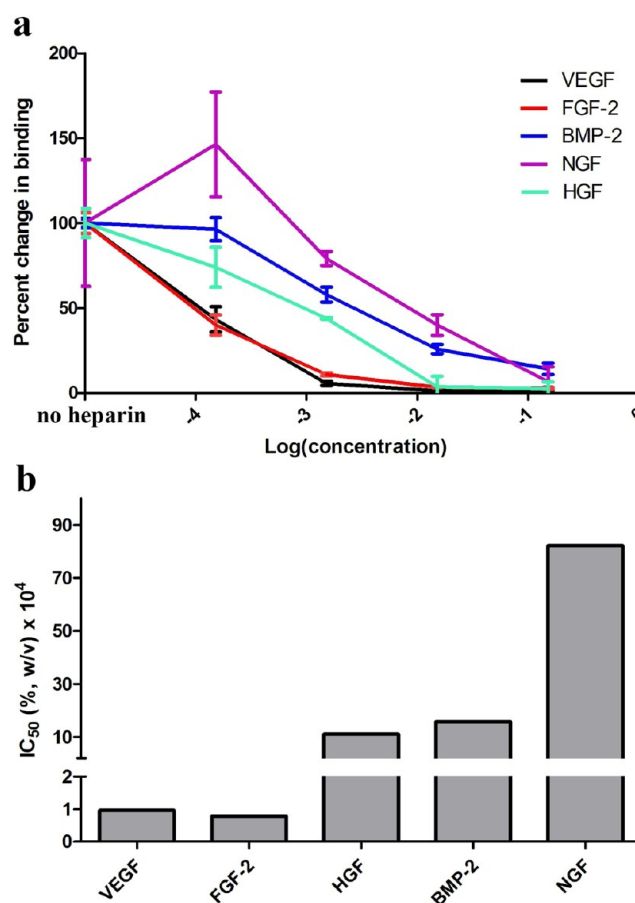 a
200
150
100
50
0
Percent change in binding
VEGF
FGF-2
BMP-2
NGF
HGF
no heparin
-4
-3
-2
-1
Log(concentration)
b
90
70
50
30
10
2
1
0
IC50 (%, w/v) x 10⁴
VEGF
FGF-2
HGF
BMP-2
NGF